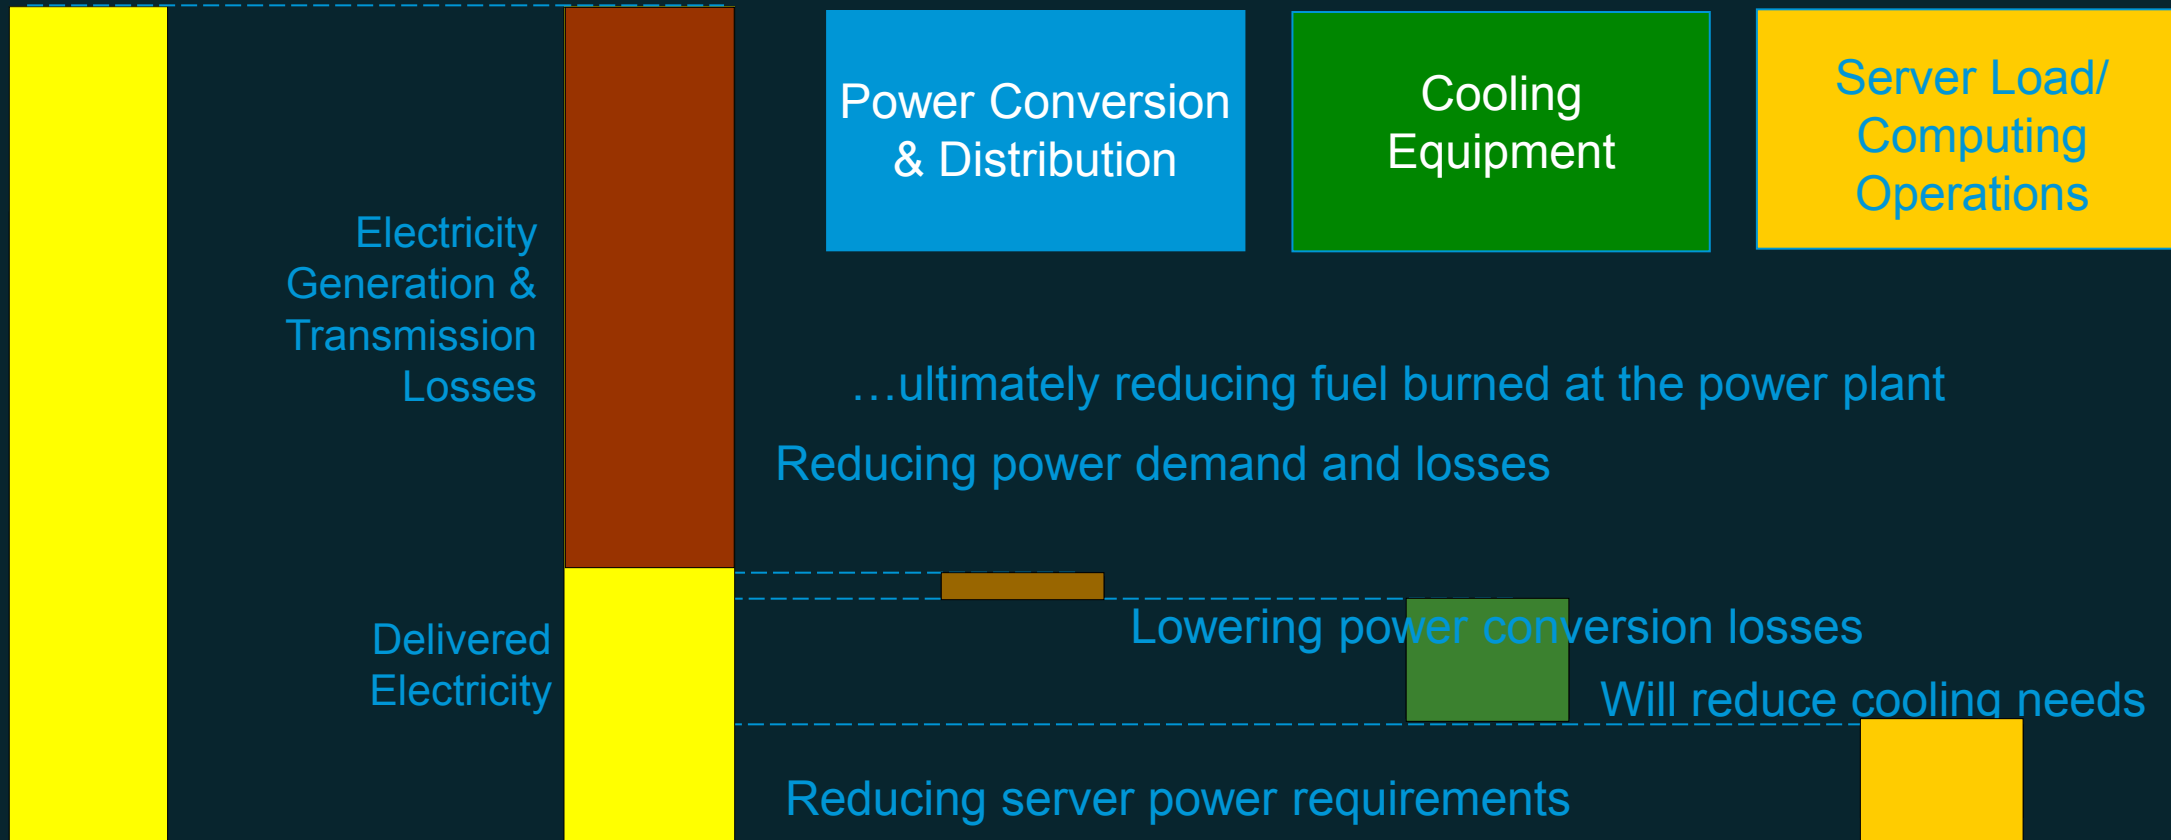 Power Conversion
& Distribution
Cooling
Equipment
Server Load/
Computing
Operations
Electricity
Generation &
Transmission
Losses
…ultimately reducing fuel burned at the power plant
Reducing power demand and losses
Delivered
Electricity
Lowering power conversion losses
Will reduce cooling needs
Reducing server power requirements